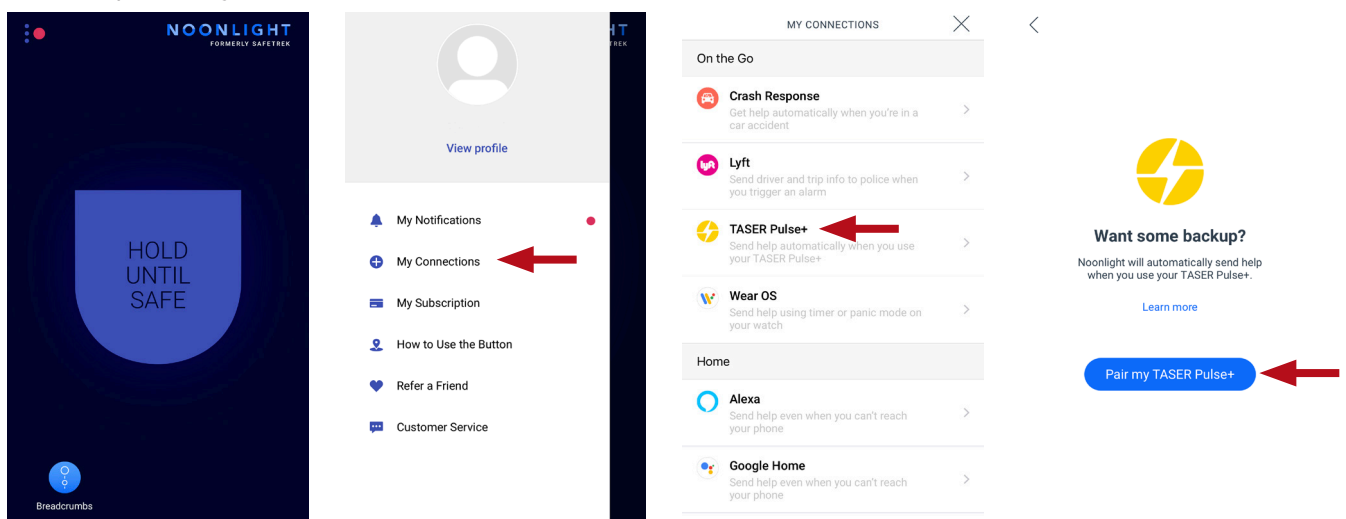 NOONLIGHT
FORMERLY SAFETREK
HOLD
UNTIL
SAFE
Breadcrumbs
HT
TREK
View profile
My Notifications
My Connections
My Subscription
How to Use the Button
Refer a Friend
Customer Service
MY CONNECTIONS
On the Go
Crash Response
Get help automatically when you're in a
car accident
lyft
Lyft
Send driver and trip info to police when
you trigger an alarm
TASER Pulse+
Send help automatically when you use
your TASER Pulse+
Wear OS
Send help using timer or panic mode on
your watch
Home
Alexa
Send help even when you can't reach
your phone
Google Home
Send help even when you can't reach
your phone
Want some backup?
Noonlight will automatically send help
when you use your TASER Pulse+.
Learn more
Pair my TASER Pulse+